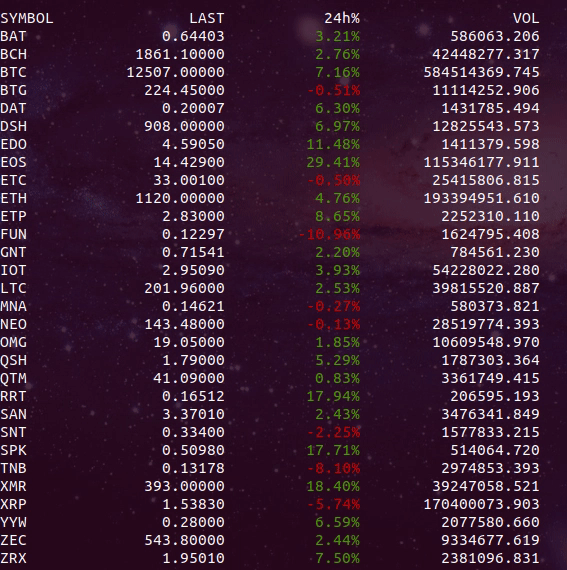 SYMBOL LAST 24h% VOL
BAT 0.64403 3.21% 586063.206
BCH 1861.10000 2.76% 42448277.317
BTC 12507.00000 7.16% 584514369.745
BTG 224.45000 -0.51% 11114252.906
DAT 0.20007 6.30% 1431785.494
DSH 908.00000 6.97% 12825543.573
EDO 4.59050 11.48% 1411379.598
EOS 14.42900 29.41% 115346177.911
ETC 33.00100 -0.50% 25415806.815
ETH 1120.00000 4.76% 193394951.610
ETP 2.83000 8.65% 2252310.110
FUN 0.12297 -10.96% 1624795.408
GNT 0.71541 2.20% 784561.230
IOT 2.95090 3.93% 54228022.280
LTC 201.96000 2.53% 39815520.887
MNA 0.14621 -0.27% 580373.821
NEO 143.48000 -0.13% 28519774.393
OMG 19.05000 1.85% 10609548.970
QSH 1.79000 5.29% 1787303.364
QTM 41.09000 0.83% 3361749.415
RRT 0.16512 17.94% 206595.193
SAN 3.37010 2.43% 3476341.849
SNT 0.33400 -2.25% 1577833.215
SPK 0.50980 17.71% 514064.720
TNB 0.13178 -8.10% 2974853.393
XMR 393.00000 18.40% 39247058.521
XRP 1.53830 -5.74% 170400073.903
YYW 0.28000 6.59% 2077580.660
ZEC 543.80000 2.44% 9334677.619
ZRX 1.95010 7.50% 2381096.831